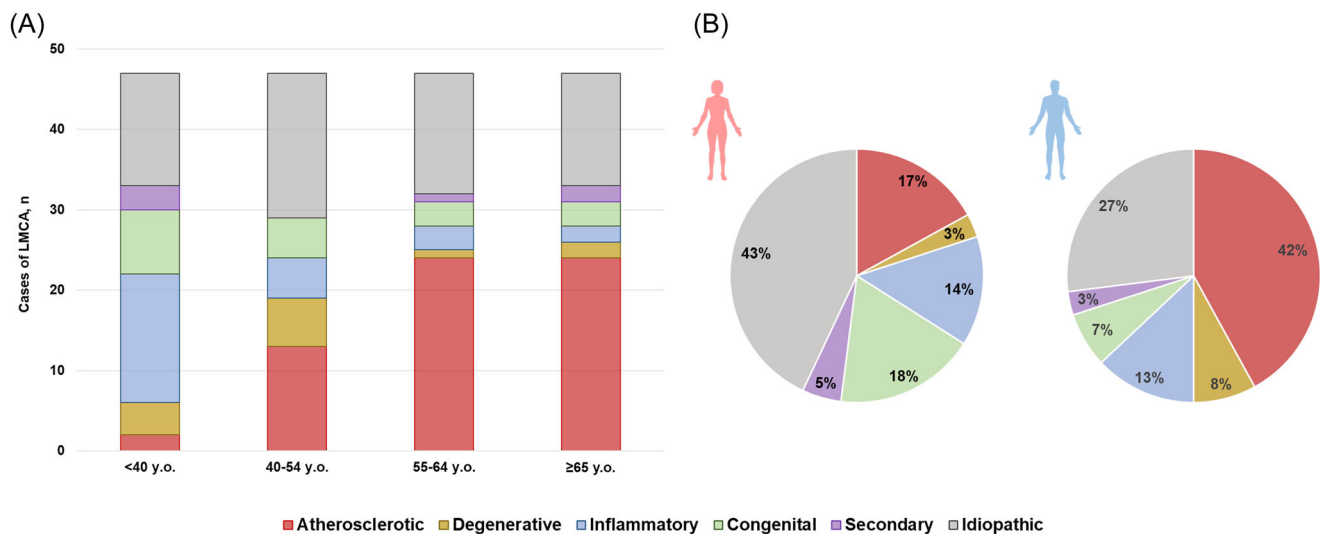 (A)
(B)
50
40
30
20
10
0
Cases of LMCA, n
<40 y.o.
40-54 y.o.
55-64 y.o.
≥65 y.o.
17%
3%
14%
18%
5%
43%
42%
8%
13%
7%
3%
27%
Atherosclerotic Degenerative Inflammatory Congenital Secondary Idiopathic